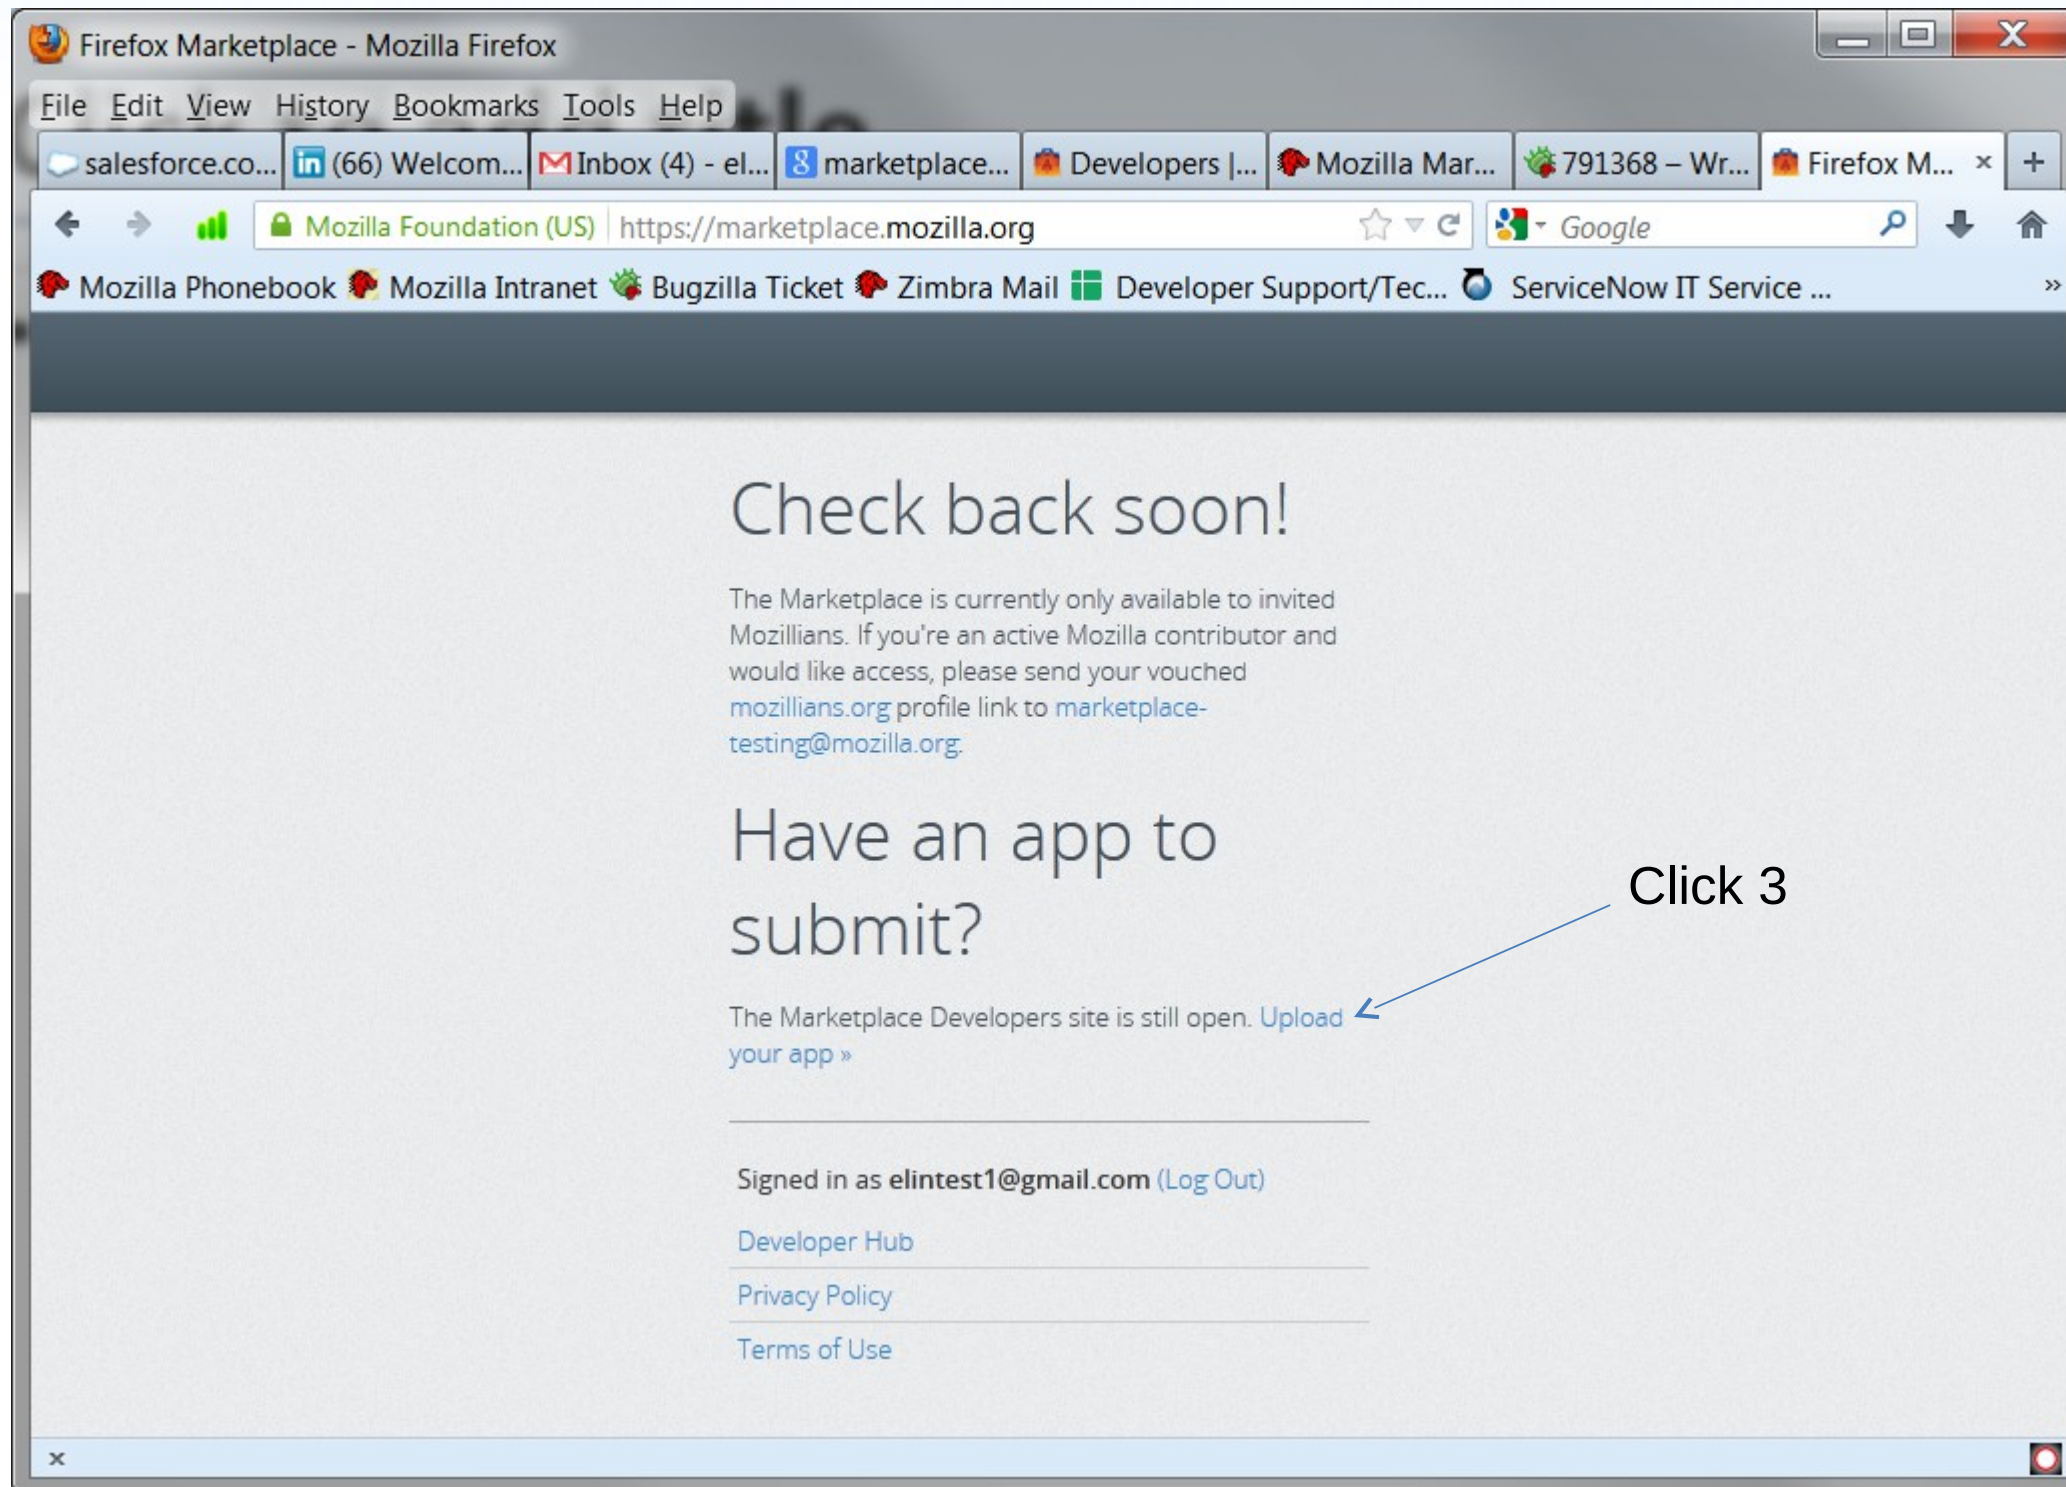 Firefox Marketplace - Mozilla Firefox
File Edit View History Bookmarks Tools Help
salesforce.co... (66) Welcom... Inbox (4) - el... marketplace... Developers |... Mozilla Mar... 791368 – Wr... Firefox M...
Mozilla Foundation (US) https://marketplace.mozilla.org Google
Mozilla Phonebook Mozilla Intranet Bugzilla Ticket Zimbra Mail Developer Support/Tec... ServiceNow IT Service ... »
Check back soon!
The Marketplace is currently only available to invited
Mozillians. If you're an active Mozilla contributor and
would like access, please send your vouched
mozillians.org profile link to marketplace-
testing@mozilla.org.
Have an app to
submit?
Click 3
The Marketplace Developers site is still open. Upload
your app »
Signed in as elintest1@gmail.com (Log Out)
Developer Hub
Privacy Policy
Terms of Use